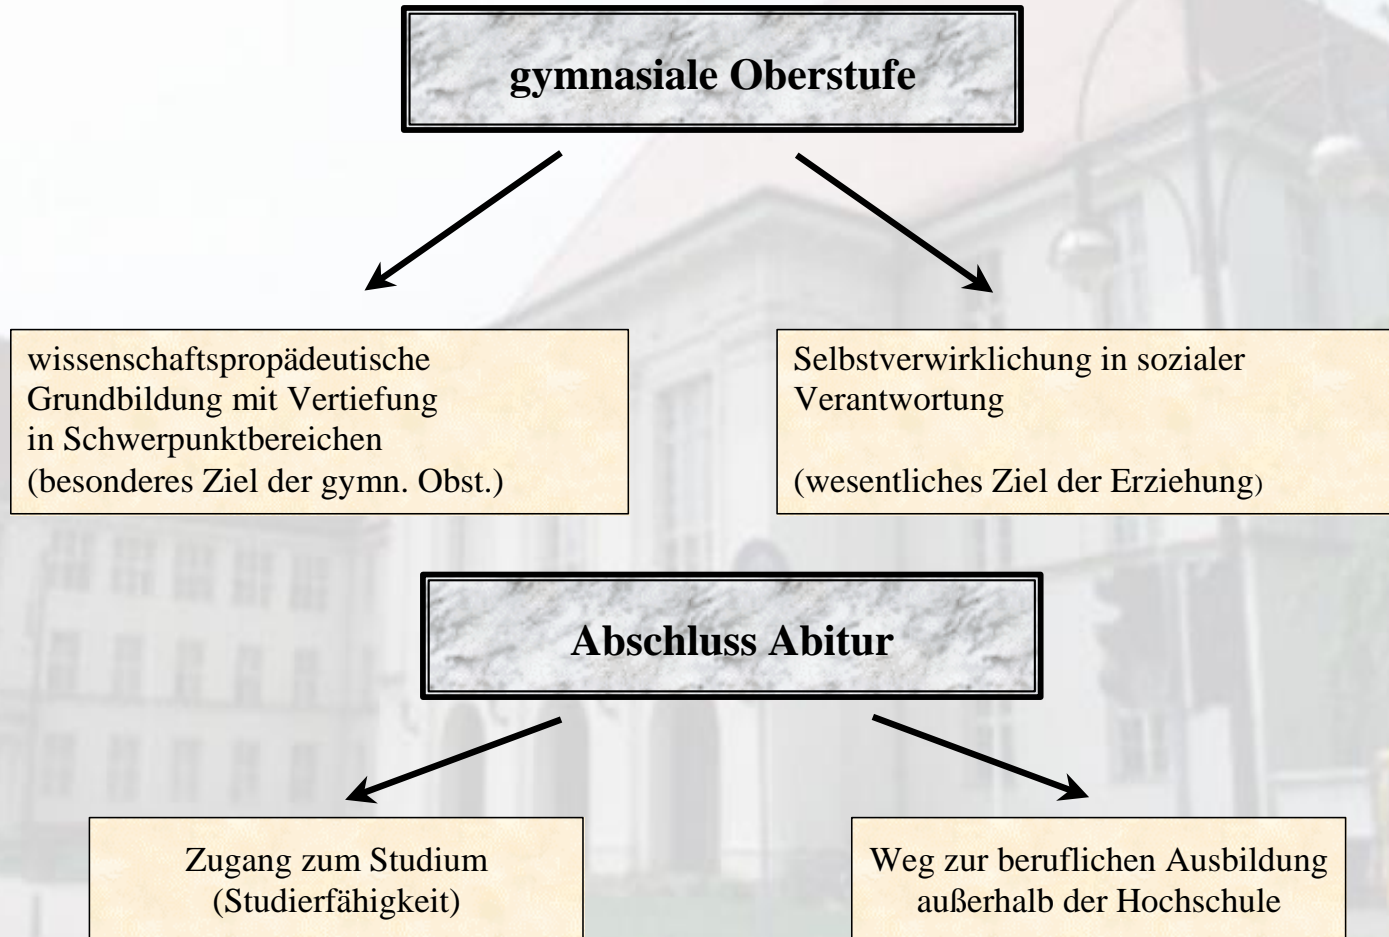 gymnasiale Oberstufe
wissenschaftspropädeutische
Grundbildung mit Vertiefung
in Schwerpunktbereichen
(besonderes Ziel der gymn. Obst.)
Selbstverwirklichung in sozialer
Verantwortung
(wesentliches Ziel der Erziehung)
Abschluss Abitur
Zugang zum Studium
(Studierfähigkeit)
Weg zur beruflichen Ausbildung
außerhalb der Hochschule